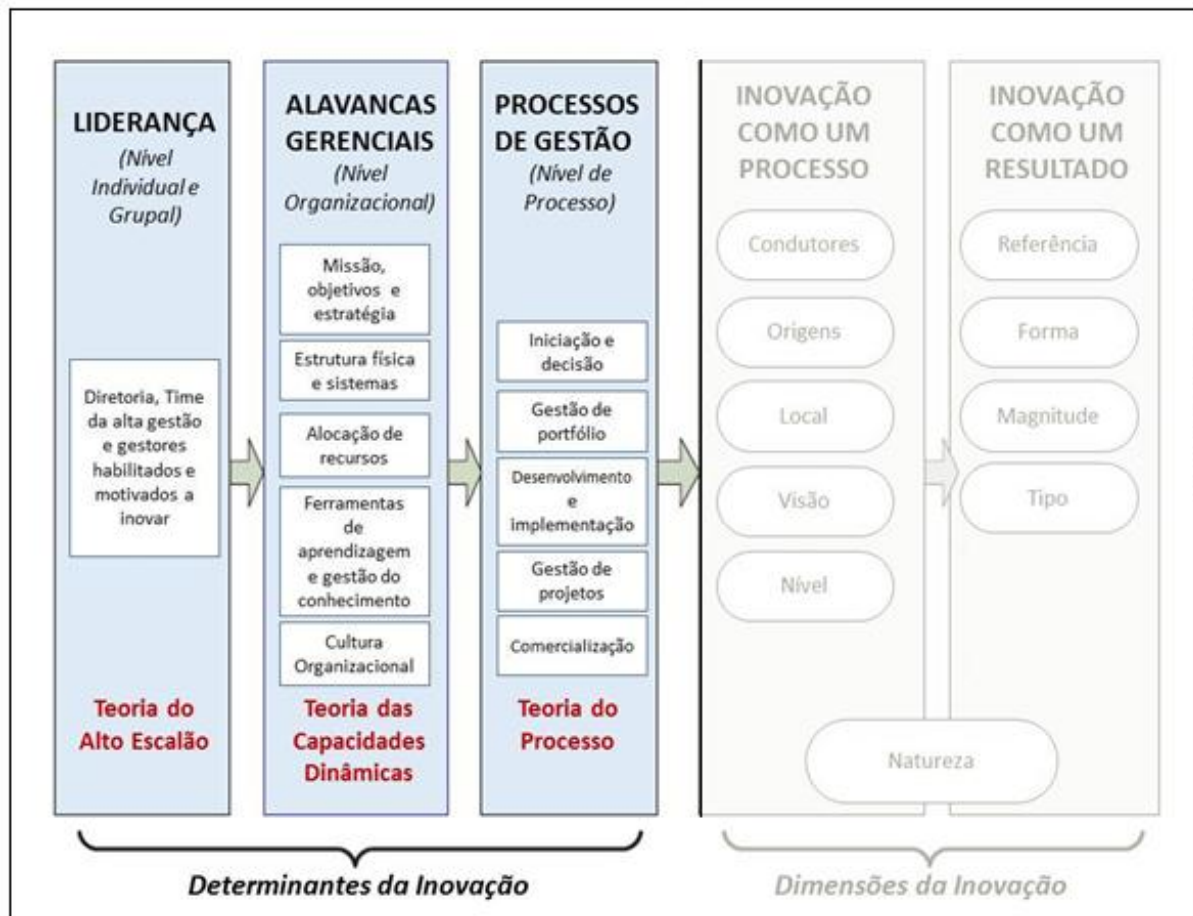 LIDERANÇA
(Nível
Individual e
Grupal)
Diretoria, Time
da alta gestão
e gestores
habilitados e
motivados a
inovar
Teoria do
Alto Escalão
ALAVANCAS
GERENCIAIS
(Nível
Organizacional)
Missão,
objetivos e
estratégia
Estrutura física
e sistemas
Alocação de
recursos
Ferramentas
de
aprendizagem
e gestão do
conhecimento
Cultura
Organizacional
Teoria das
Capacidades
Dinâmicas
PROCESSOS
DE GESTÃO
(Nível de
Processo)
Iniciação e
decisão
Gestão de
portfólio
Desenvolvimento
e
implementação
Gestão de
projetos
Comercialização
Teoria do
Processo
INOVAÇÃO
COMO UM
PROCESSO
Condutores
Origens
Local
Visão
Nível
INOVAÇÃO
COMO UM
RESULTADO
Referência
Forma
Magnitude
Tipo
Natureza
Determinantes da Inovação
Dimensões da Inovação